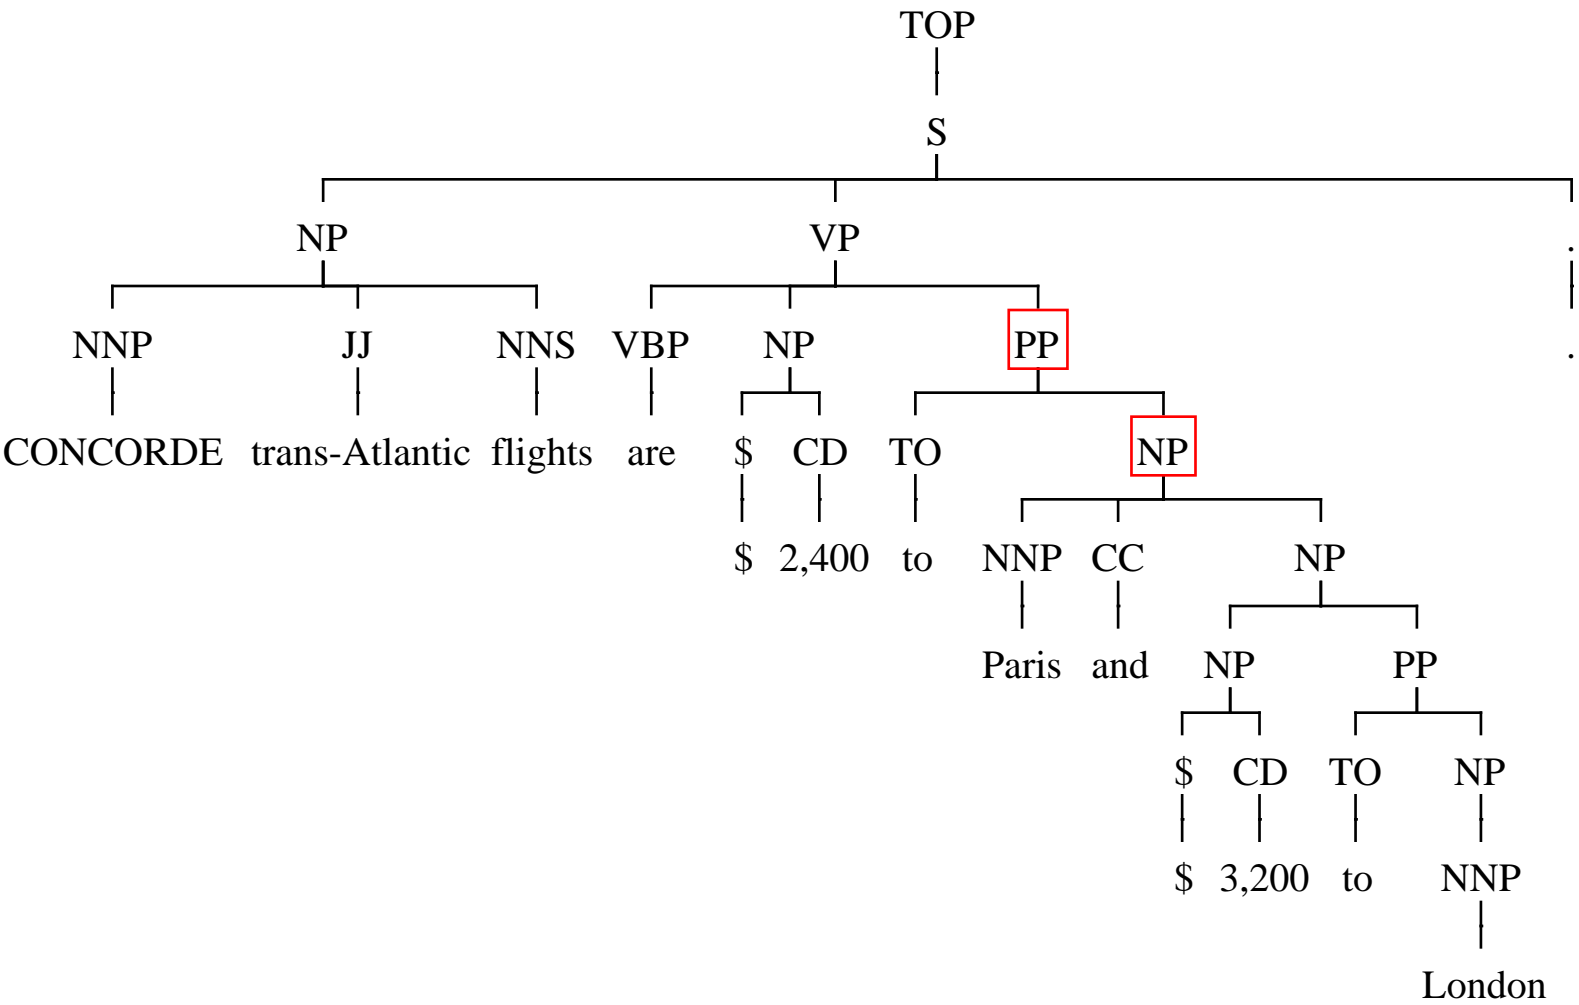 TOP
S
NP VP .
NNP JJ NNS VBP NP PP .
CONCORDE trans-Atlantic flights are $ CD TO NP
$ 2,400 to NNP CC NP
Paris and NP PP
$ CD TO NP
$ 3,200 to NNP
London